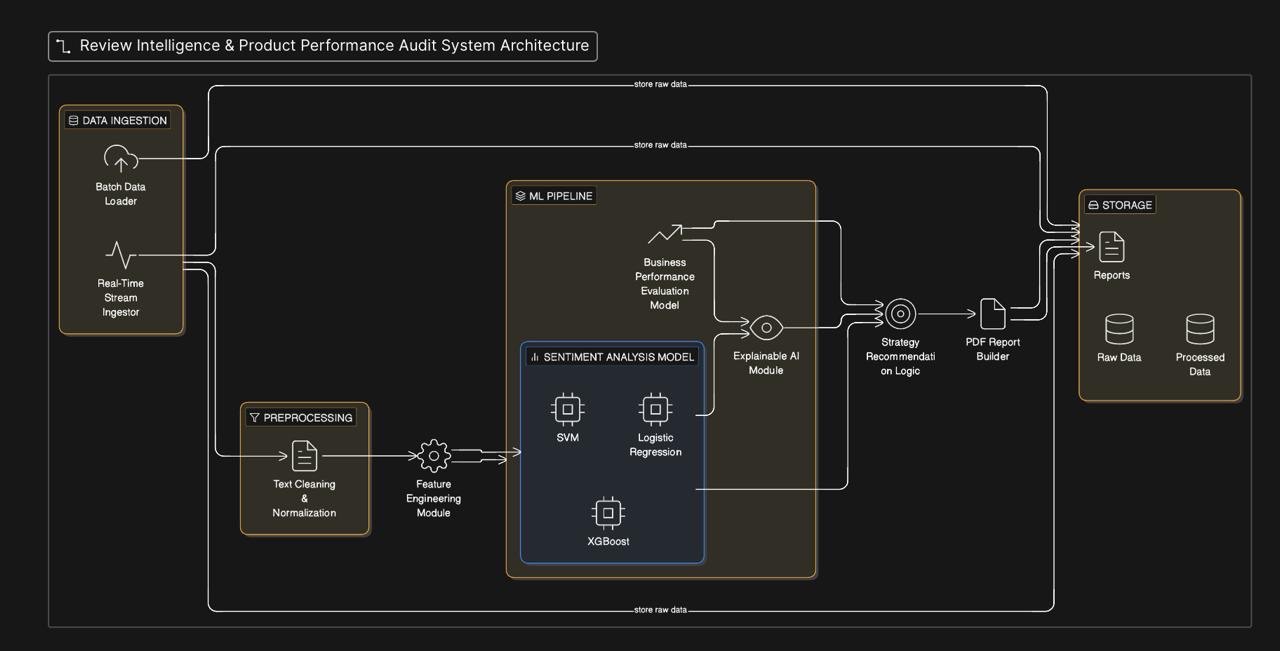 Review Intelligence & Product Performance Audit System Architecture
store raw data
DATA INGESTION
Batch Data
Loader
store raw data
Real-Time
Stream
Ingestor
ML PIPELINE
Business
Performance
Evaluation
Model
STORAGE
Reports
Raw Data
Processed
Data
Explainable AI
Module
Strategy
Recommendati
on Logic
PDF Report
Builder
SENTIMENT ANALYSIS MODEL
SVM
Logistic
Regression
XGBoost
PREPROCESSING
Text Cleaning
&
Normalization
Feature
Engineering
Module
store raw data